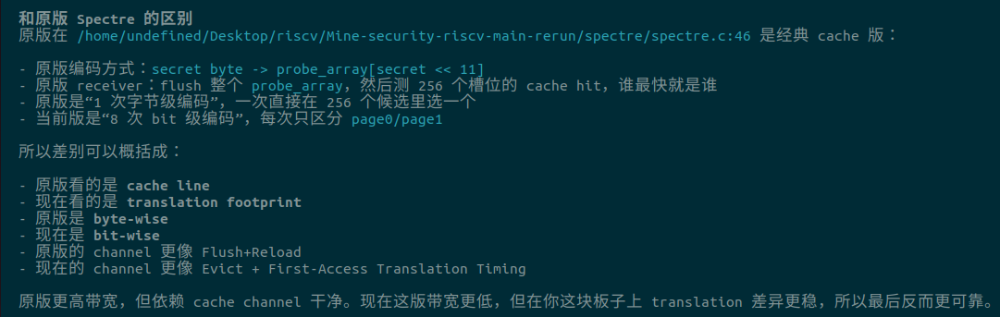 和原版 Spectre 的区别
原版在 /home/undefined/Desktop/riscv/Mine-security-riscv-main-rerun/spectre/spectre.c:46 是经典 cache 版：
- 原版编码方式：secret byte -> probe_array[secret << 11]
- 原版 receiver：flush 整个 probe_array，然后测 256 个槽位的 cache hit，谁最快就是谁
- 原版是“1 次字节级编码”，一次直接在 256 个候选里选一个
- 当前版是“8 次 bit 级编码”，每次只区分 page0/page1
所以差别可以概括成：
- 原版看的是 cache line
- 现在看的是 translation footprint
- 原版是 byte-wise
- 现在是 bit-wise
- 原版的 channel 更像 Flush+Reload
- 现在的 channel 更像 Evict + First-Access Translation Timing
原版更高带宽，但依赖 cache channel 干净。现在这版带宽更低，但在你这块板子上 translation 差异更稳，所以最后反而更可靠。